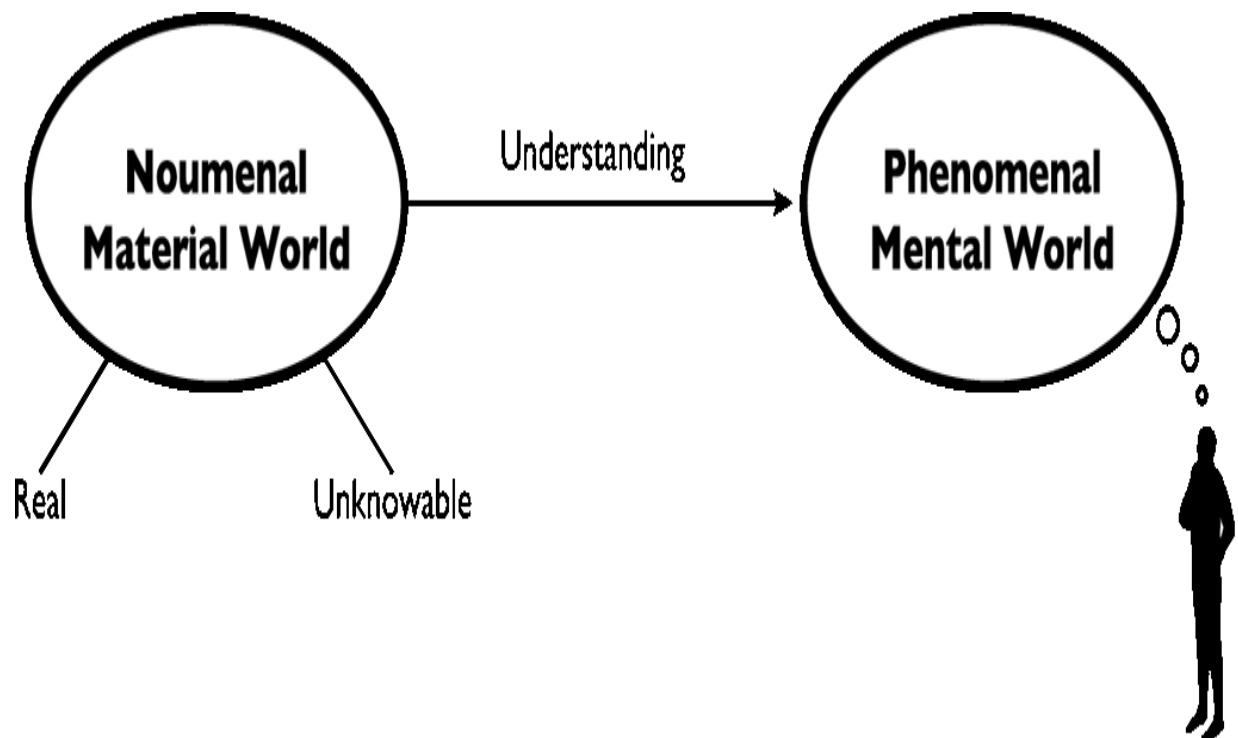 Noumenal
Material World
Understanding
Phenomenal
Mental World
Real
Unknowable